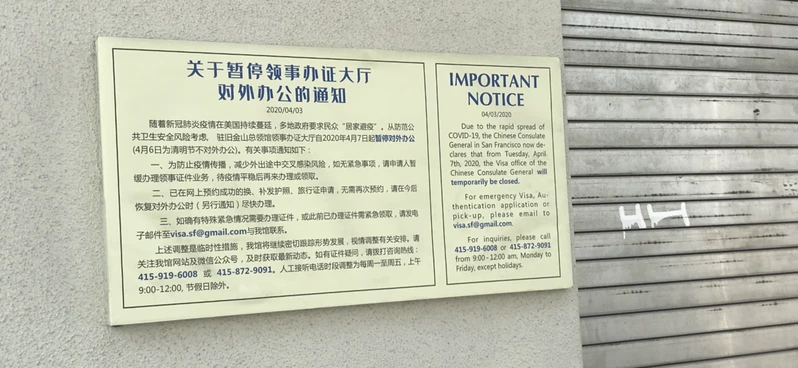 关于暂停领事办证大厅
对外办公的通知
2020/04/03
随着新冠肺炎疫情在美国持续蔓延，多地政府要求民众“居家避疫”。从防范公
共卫生安全风险考虑， 驻旧金山总领馆领事办证大厅自2020年4月7起暂停对外办公
(4月6日为清明节不对外办公)。有关事项通知如下：
一、为防止疫情传播，减少外出途中交叉感染风险，如无紧急事项，请申请人暂
缓办理领事证件业务，待疫情平稳后再来办理或领取。
二、已在网上预约成功的换、补发护照、旅行证申请，无需再次预约，请在今后
恢复对外办公时（另行通知）尽快办理。
三、如确有特殊紧急情况需要办理证件，或此前已办理证件需紧急领取，请发电
子邮件至visa.sf@gmail.com与我馆联系。
上述调整是临时性措施，我馆将继续密切跟踪形势发展，视情调整有关安排。请
关注我馆网站及微信公众号，及时获取最新动态。如有证件疑问，请拨打咨询热线：
415-919-6008 或 415-872-9091。人工接听电话时段调整为每周一至周五，上午
9:00-12:00, 节假日除外。
IMPORTANT
NOTICE
04/03/2020
Due to the rapid spread of
COVID-19, the Chinese Consulate
General in San Francisco now de-
clares that from Tuesday, April
7th, 2020, the Visa office of the
Chinese Consulate General will
temporarily be closed.
For emergency Visa, Au-
thentication application or
pick-up, please email to
visa.sf@gmail.com.
For inquiries, please call
415-919-6008 or 415-872-9091
from 9:00-12:00 am, Monday to
Friday, except holidays.